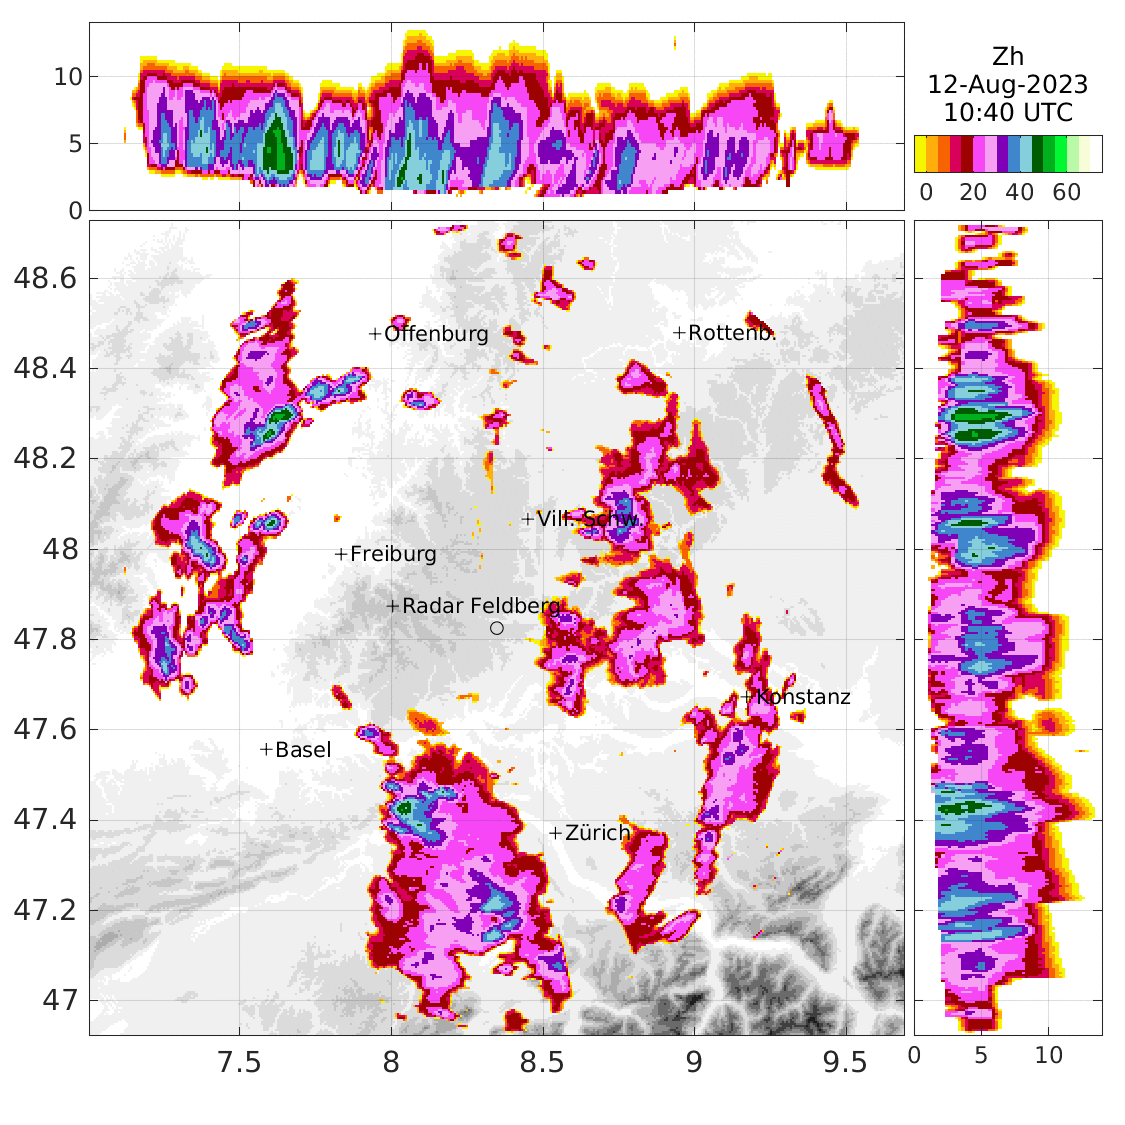 Zh
12-Aug-2023
10:40 UTC
0 20 40 60
10
5
0
48.6
48.4
48.2
48
47.8
47.6
47.4
47.2
47
+Offenburg
+Rottenb.
+Vill. Schw.
+Freiburg
+Radar Feldberg
+Konstanz
+Basel
+Zürich
7.5 8 8.5 9 9.5
0 5 10